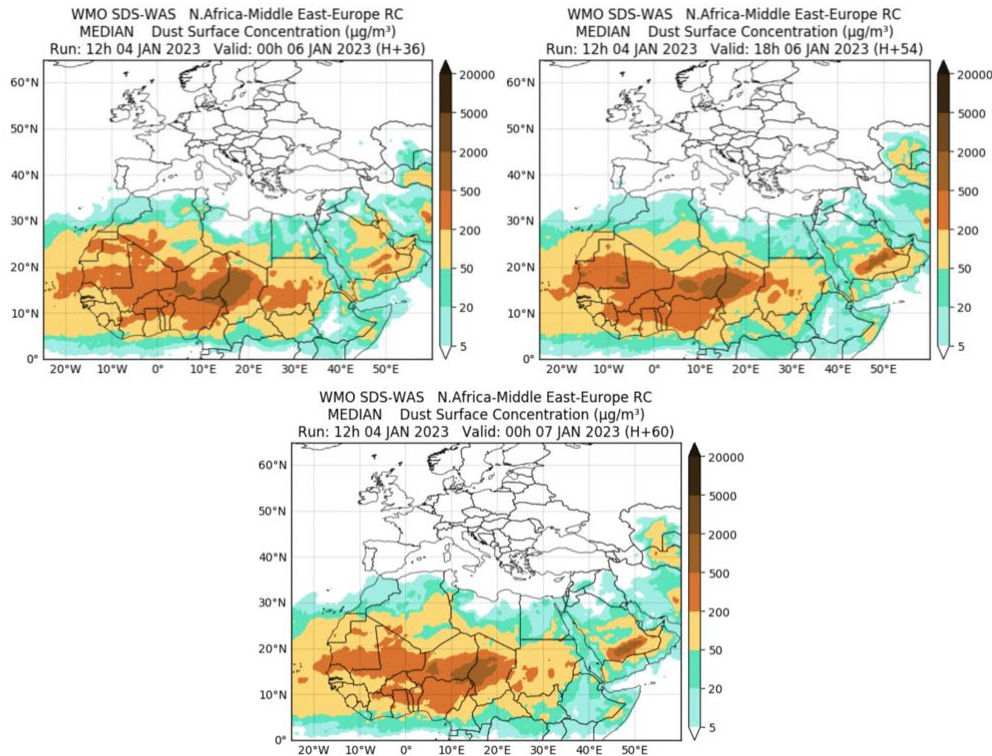 WMO SDS-WAS N.Africa-Middle East-Europe RC
MEDIAN Dust Surface Concentration (µg/m³)
Run: 12h 04 JAN 2023 Valid: 00h 06 JAN 2023 (H+36)
60°N
50°N
40°N
30°N
20°N
10°N
0°
20°W
10°W
0°
10°E
20°E
30°E
40°E
50°E
20000
5000
2000
500
200
50
20
5
WMO SDS-WAS N.Africa-Middle East-Europe RC
MEDIAN Dust Surface Concentration (µg/m³)
Run: 12h 04 JAN 2023 Valid: 18h 06 JAN 2023 (H+54)
60°N
50°N
40°N
30°N
20°N
10°N
0°
20°W
10°W
0°
10°E
20°E
30°E
40°E
50°E
20000
5000
2000
500
200
50
20
5
WMO SDS-WAS N.Africa-Middle East-Europe RC
MEDIAN Dust Surface Concentration (µg/m³)
Run: 12h 04 JAN 2023 Valid: 00h 07 JAN 2023 (H+60)
60°N
50°N
40°N
30°N
20°N
10°N
0°
20°W
10°W
0°
10°E
20°E
30°E
40°E
50°E
20000
5000
2000
500
200
50
20
5